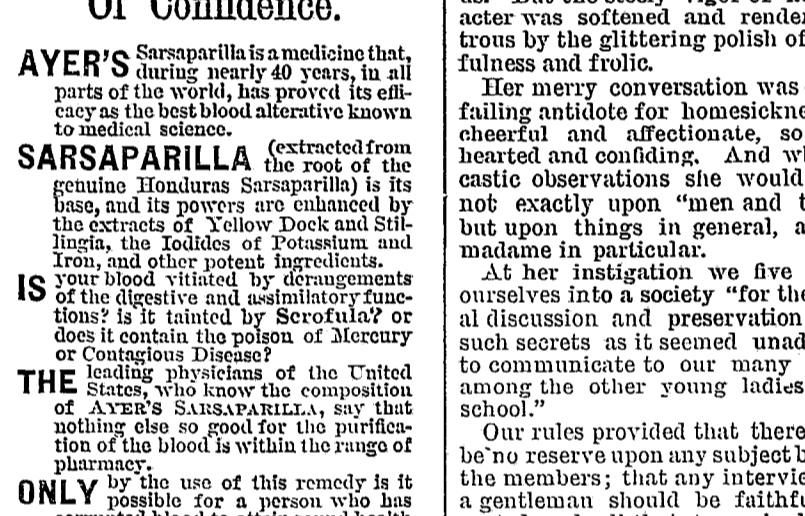 Of Confidence.
AYER'S Sarsaparilla is a medicine that,
during nearly 40 years, in all
parts of the world, has proved its effi-
cacy as the best blood alterative known
to medical science.
SARSAPARILLA (extracted from
the root of the
genuine Honduras Sarsaparilla) is its
base, and its powers are enhanced by
the extracts of Yellow Dock and Stil-
lingia, the Iodides of Potassium and
Iron, and other potent ingredients.
IS your blood vitiated by derangements
of the digestive and assimilatory func-
tions? is it tainted by Scrofula? or
does it contain the poison of Mercury
or Contagious Disease?
THE leading physicians of the United
States, who know the composition
of AYER'S SARSAPARILLA, say that
nothing else so good for the purifica-
tion of the blood is within the range of
pharmacy.
ONLY by the use of this remedy is it
possible for a person who has
acter was softened and render
trous by the glittering polish of
fulness and frolic.
Her merry conversation was
failing antidote for homesickne
cheerful and affectionate, so
hearted and confiding. And wh
castic observations she would
not exactly upon "men and t
but upon things in general, a
madame in particular.
At her instigation we five
ourselves into a society "for the
al discussion and preservation
such secrets as it seemed unad
to communicate to our many
among the other young ladies
school."
Our rules provided that there
be no reserve upon any subject b
the members; that any intervie
a gentleman should be faithfu